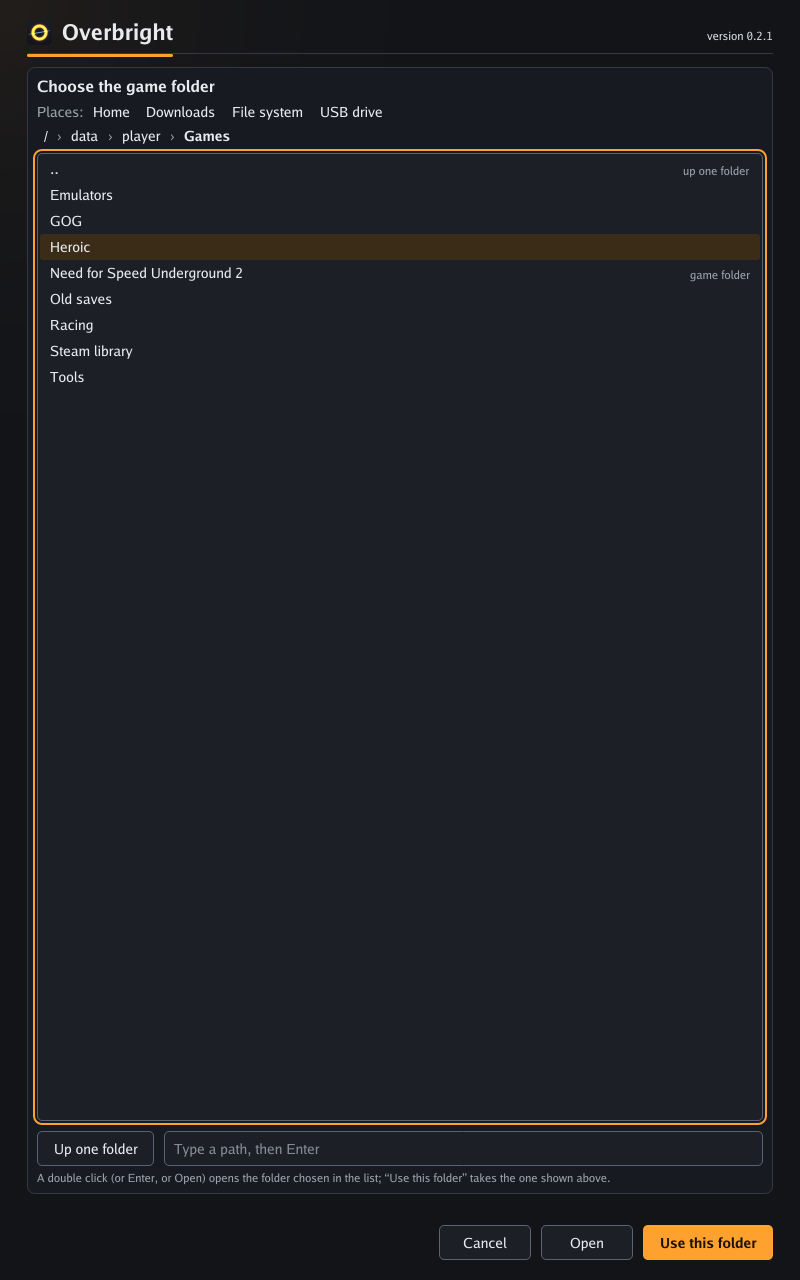 Overbright
version 0.2.1
Choose the game folder
Places: Home Downloads File system USB drive
/ › data › player › Games
.. up one folder
Emulators
GOG
Heroic
Need for Speed Underground 2 game folder
Old saves
Racing
Steam library
Tools
Up one folder Type a path, then Enter
A double click (or Enter, or Open) opens the folder chosen in the list; “Use this folder” takes the one shown above.
Cancel Open Use this folder